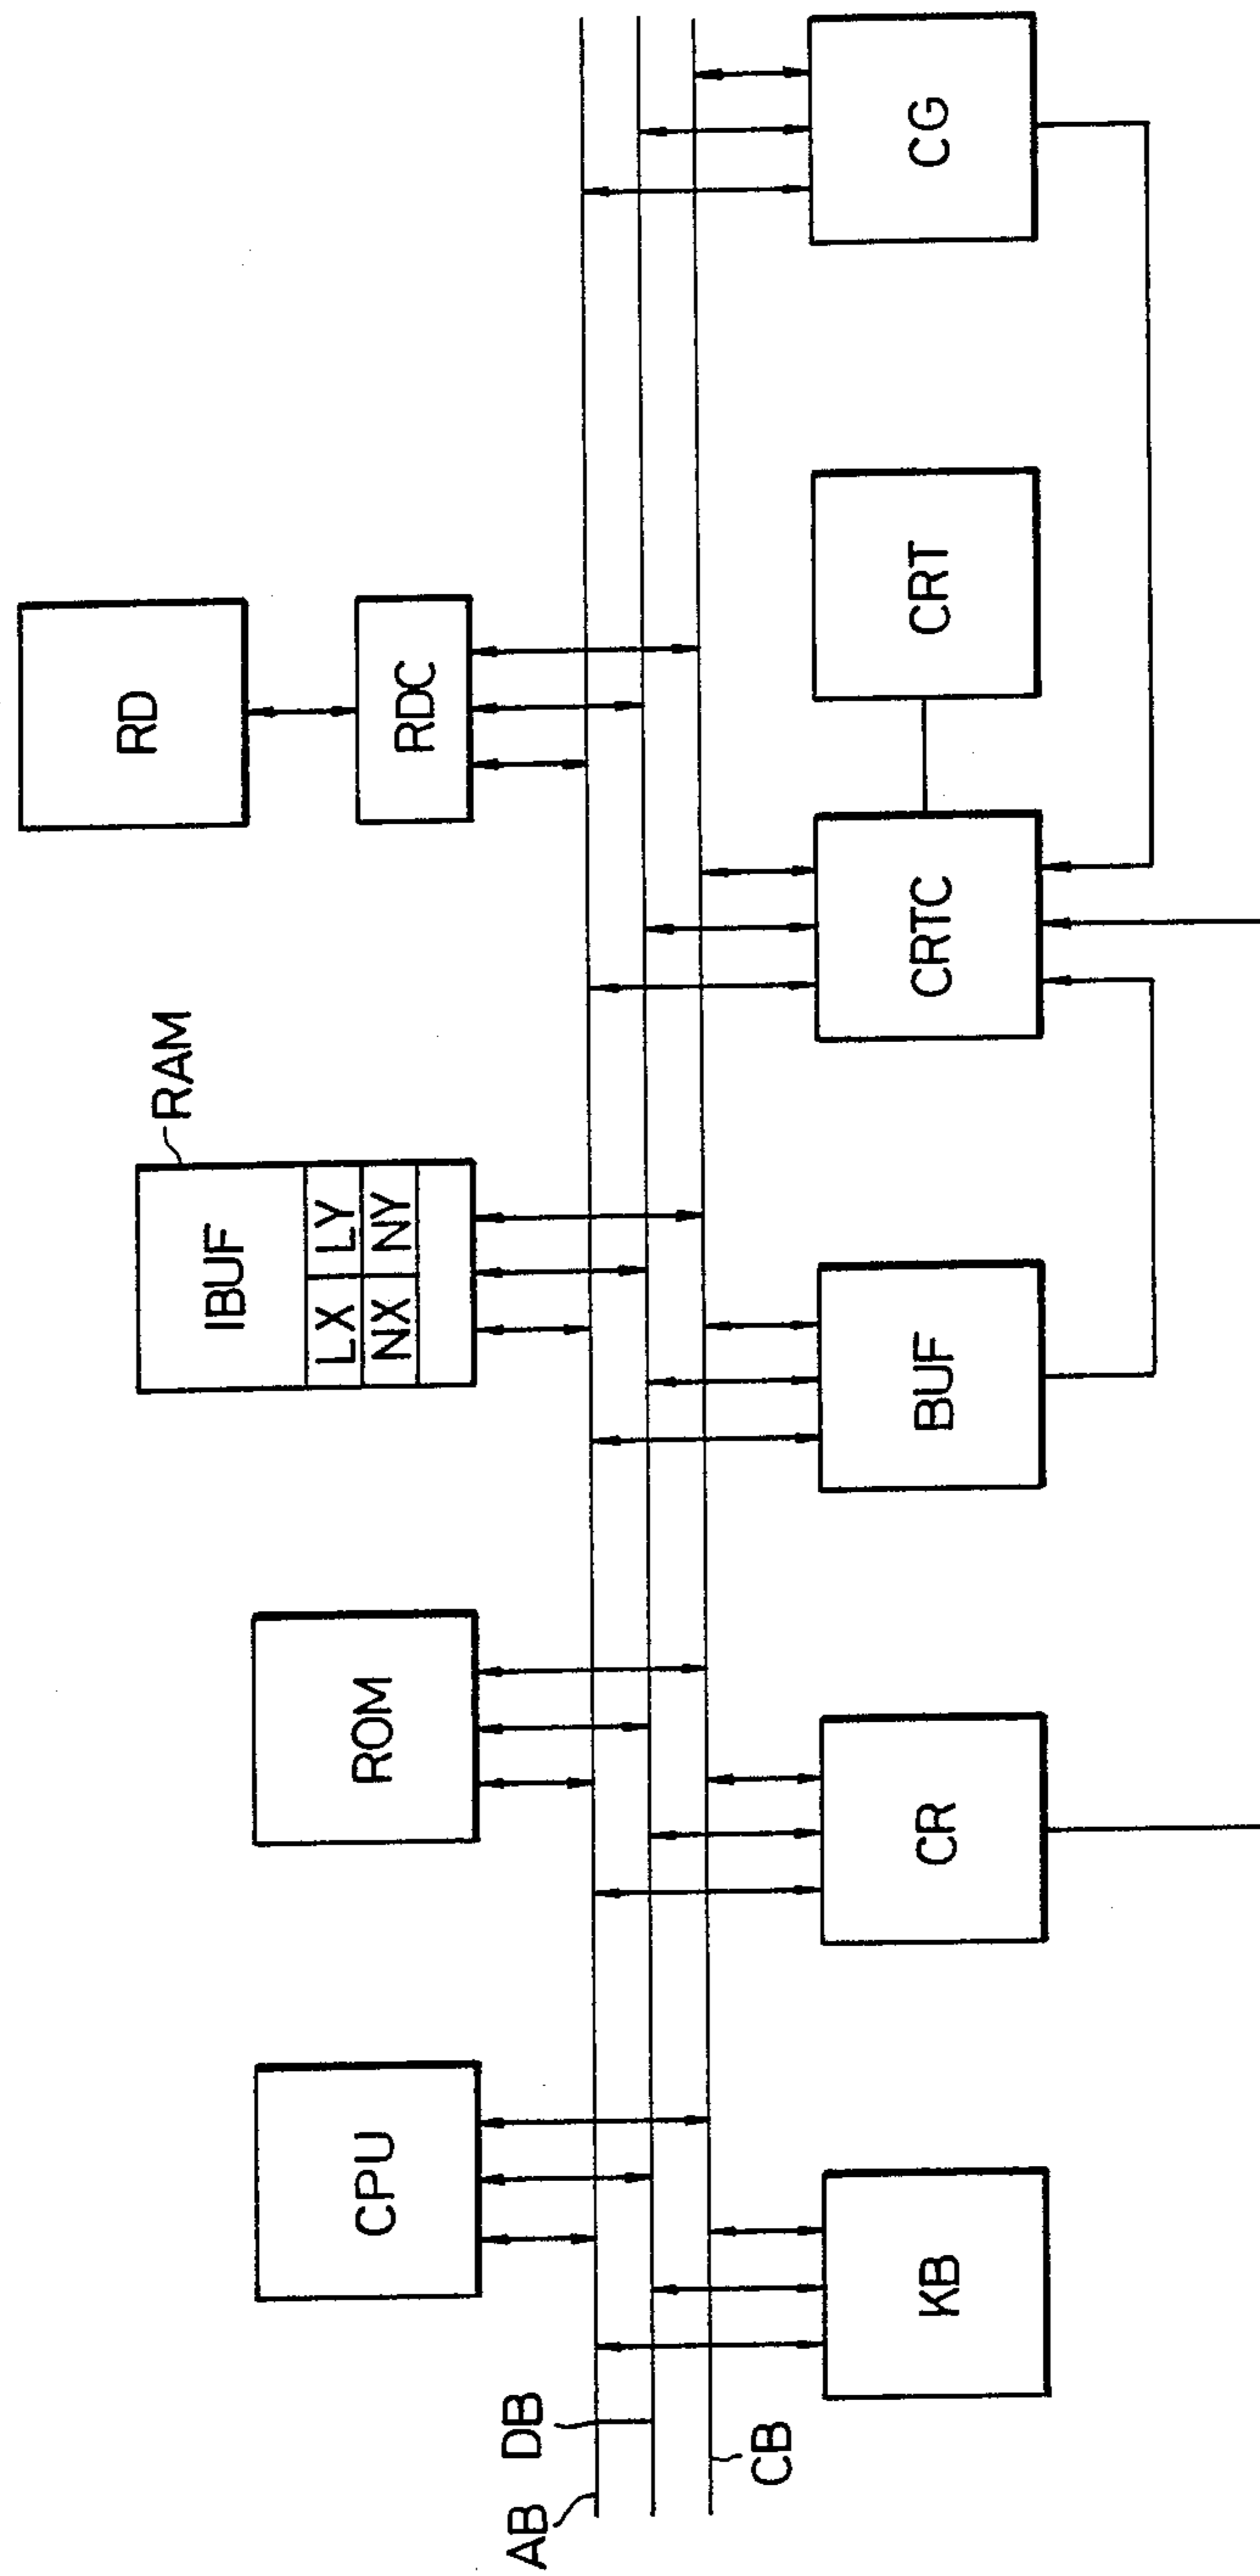 RD
RAM
IBUF
LX LY
NX NY
RDC
CPU
ROM
AB
DB
CB
KB
CR
BUF
CRTC
CRT
CG